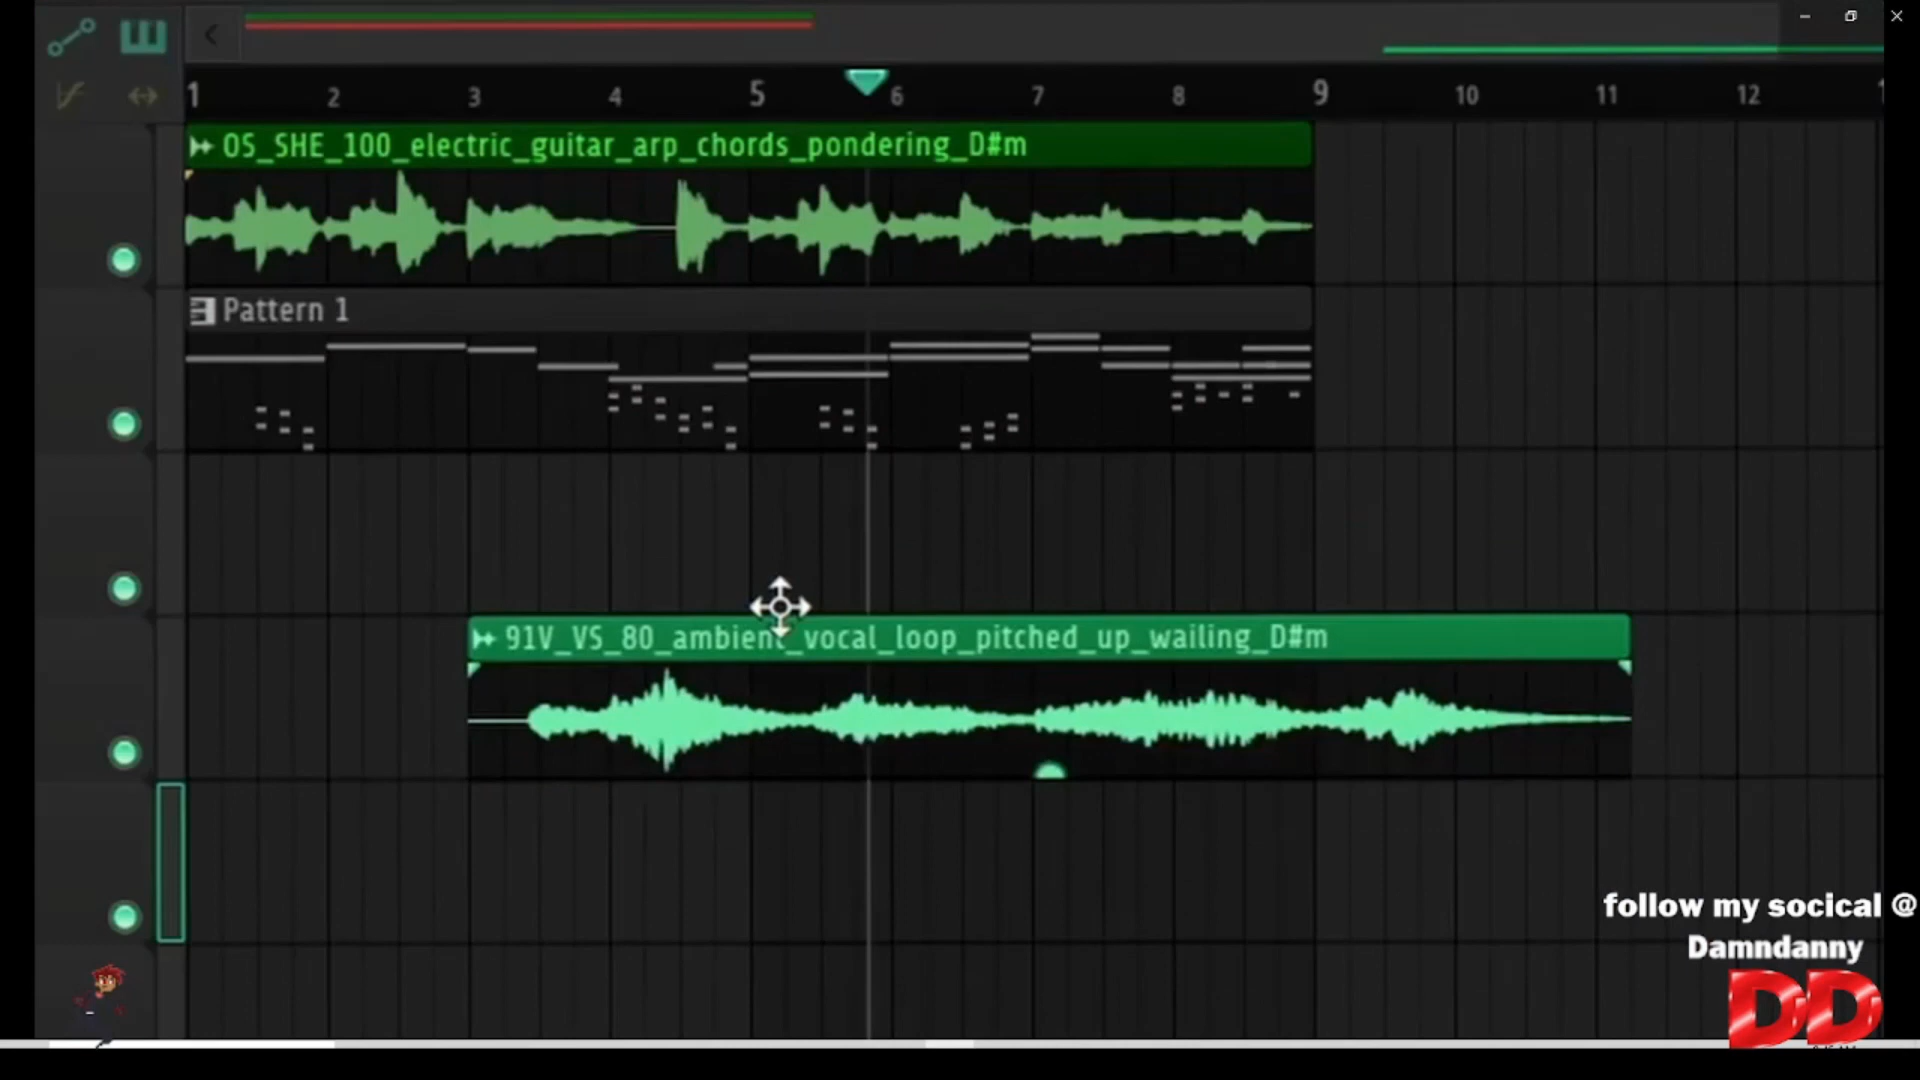 1 2 3 4 5 6 7 8 9 10 11 12
OS_SHE_100_electric_guitar_arp_chords_pondering_D#m
Pattern 1
91V_VS_80_ambient_vocal_loop_pitched_up_wailing_D#m
follow my socical @
Damndanny
DD